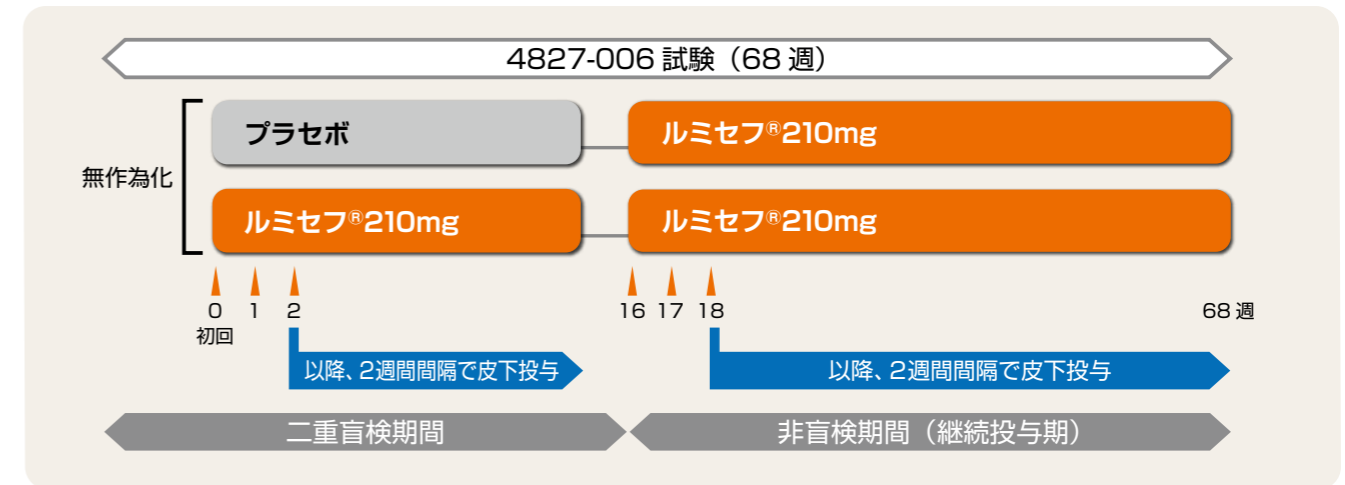 4827-006 試験（68 週）
無作為化
プラセボ
ルミセフ®210mg
ルミセフ®210mg
ルミセフ®210mg
0 1 2 16 17 18 68 週
初回
以降、2週間間隔で皮下投与
以降、2週間間隔で皮下投与
二重盲検期間
非盲検期間（継続投与期）